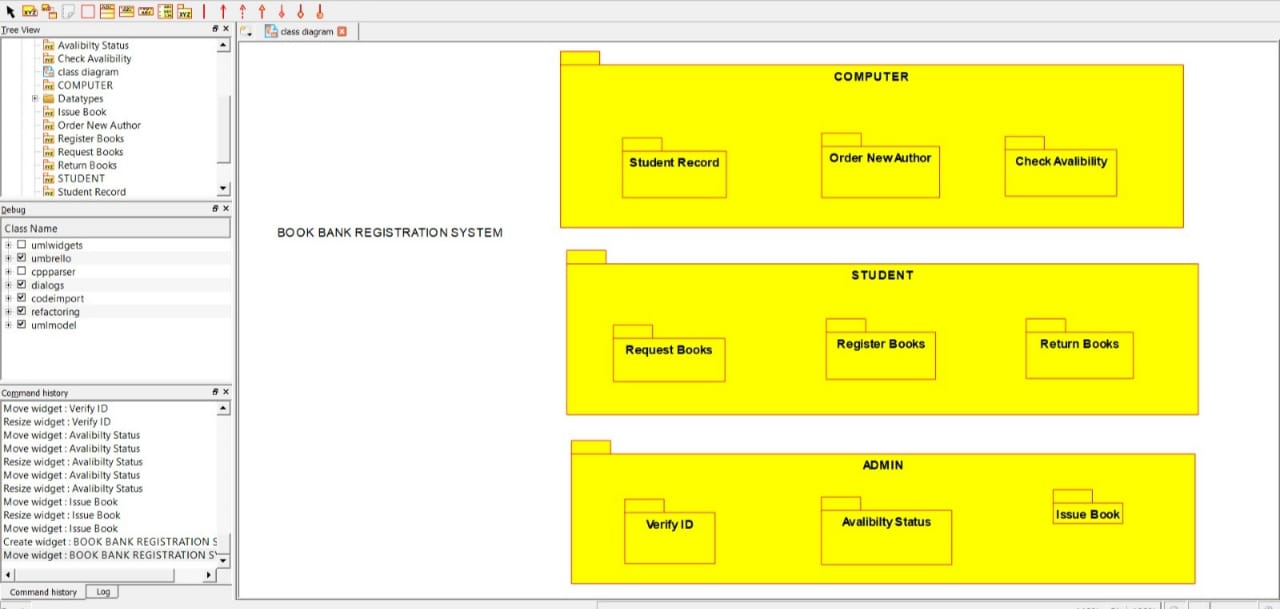 Tree View
class diagram
Avalibilty Status
Check Avalibility
class diagram
COMPUTER
Datatypes
Issue Book
Order New Author
Register Books
Request Books
Return Books
STUDENT
Student Record
Debug
Class Name
umlwidgets
umbrello
cppparser
dialogs
codeimport
refactoring
umlmodel
Command history
Move widget : Verify ID
Resize widget : Verify ID
Move widget : Avalibilty Status
Move widget : Avalibilty Status
Resize widget : Avalibilty Status
Move widget : Avalibilty Status
Resize widget : Avalibilty Status
Move widget : Issue Book
Resize widget : Issue Book
Move widget : Issue Book
Create widget : BOOK BANK REGISTRATION S
Move widget : BOOK BANK REGISTRATION S
Command history
Log
BOOK BANK REGISTRATION SYSTEM
COMPUTER
Student Record
Order New Author
Check Avalibility
STUDENT
Request Books
Register Books
Return Books
ADMIN
Verify ID
Avalibilty Status
Issue Book